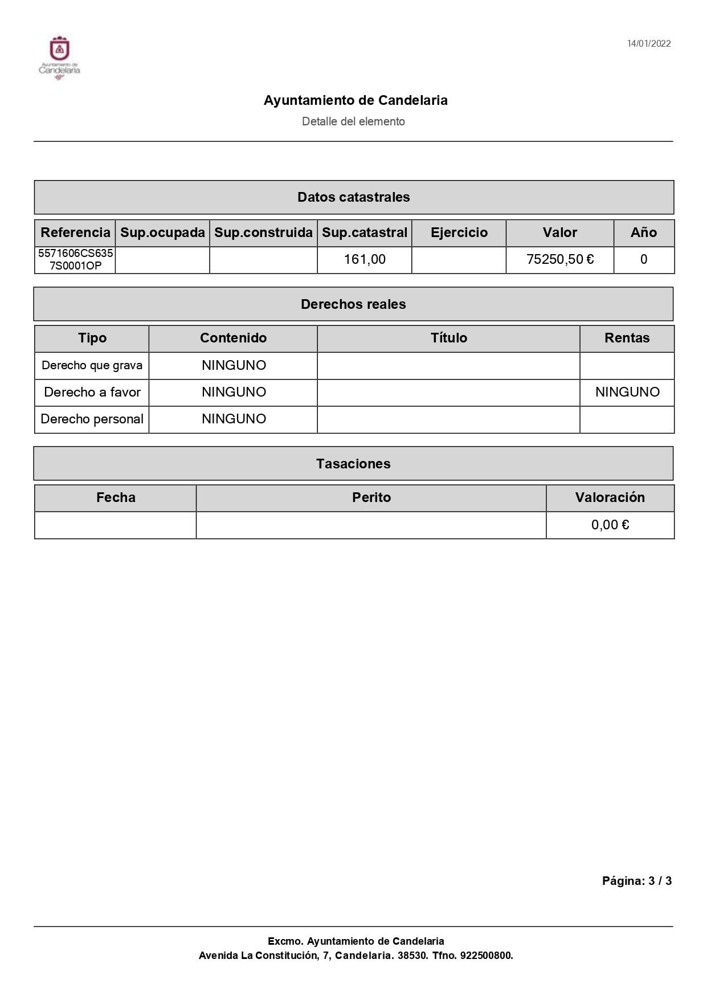 14/01/2022
Ayuntamiento de
Candelaria
Ayuntamiento de Candelaria
Detalle del elemento
Datos catastrales
Referencia Sup.ocupada Sup.construida Sup.catastral Ejercicio Valor Año
5571606CS635
7S0001OP
161,00 75250,50 € 0
Derechos reales
Tipo Contenido Título Rentas
Derecho que grava NINGUNO
Derecho a favor NINGUNO NINGUNO
Derecho personal NINGUNO
Tasaciones
Fecha Perito Valoración
0,00 €
Página: 3 / 3
Excmo. Ayuntamiento de Candelaria
Avenida La Constitución, 7, Candelaria. 38530. Tfno. 922500800.